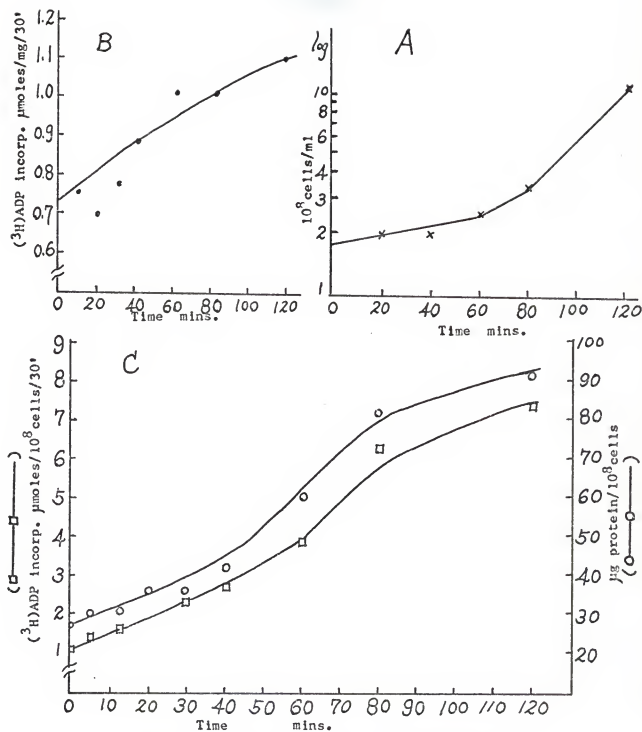 B
(³H)ADP incorp. µmoles/mg/30'
1.2
1.1
1.0
0.9
0.8
0.7
0.6
0 20 40 60 80 100 120
Time mins.
log
A
10⁸cells/ml
10
5
4
3
2
1
0 20 40 60 80 100 120
Time mins.
C
(□—□)
(³H)ADP incorp. µmoles/10⁸cells/30'
9
8
7
6
5
4
3
2
1
0 10 20 30 40 50 60 70 80 90 100 110 120
Time mins.
100
90
80
70
60
50
40
30
20
µg protein/10⁸cells
(○—○)